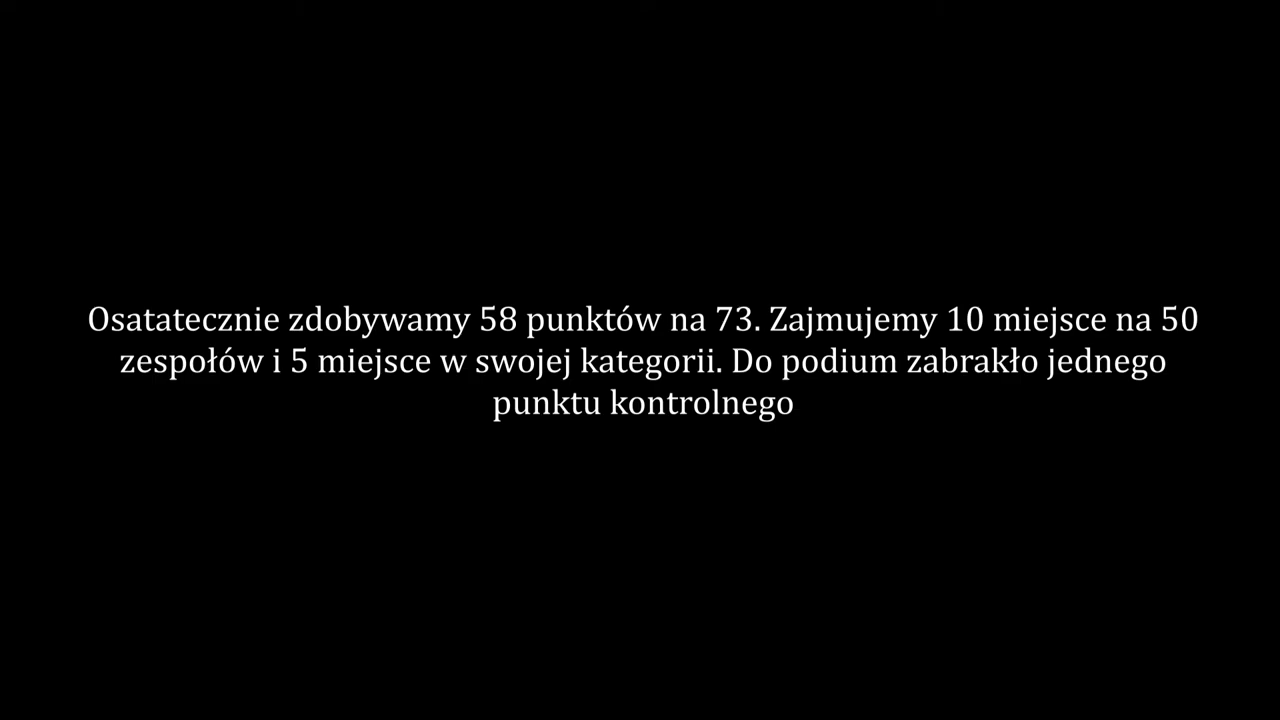 Osatatecznie zdobywamy 58 punktów na 73. Zajmujemy 10 miejsce na 50
zespołów i 5 miejsce w swojej kategorii. Do podium zabrakło jednego
punktu kontrolnego